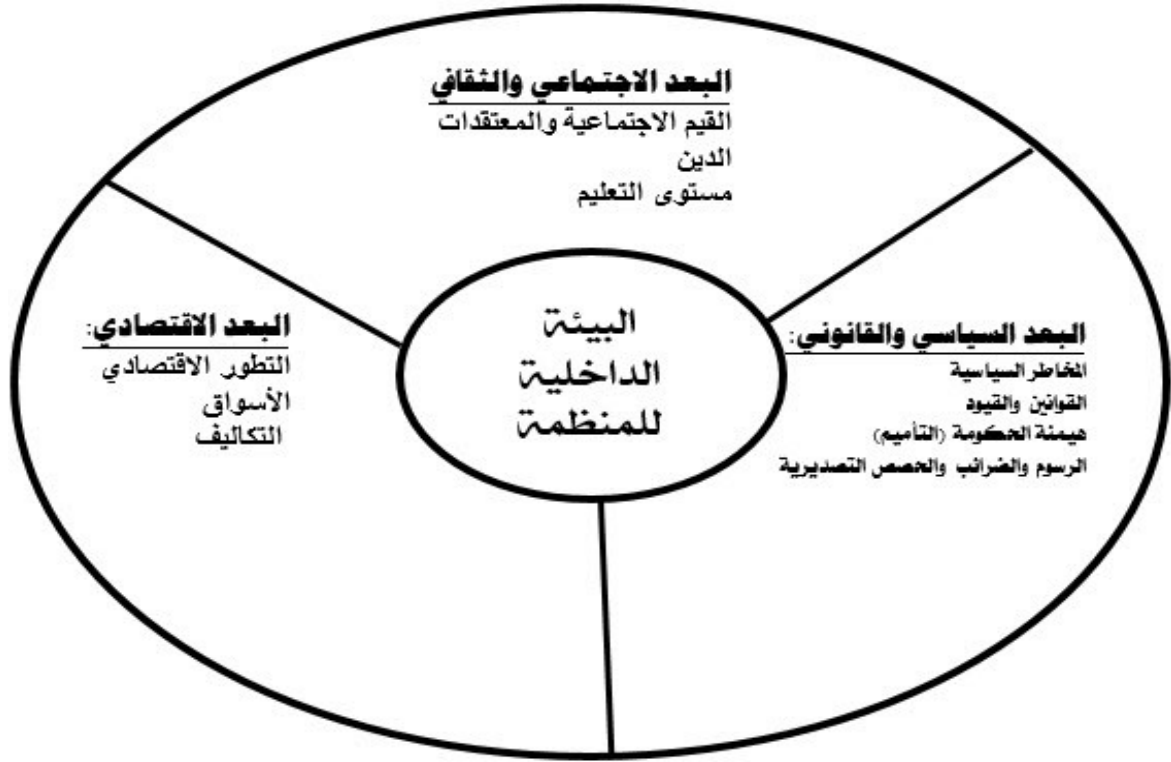 البعد الاجتماعي والثقافي
القيم الاجتماعية والمعتقدات
الدين
مستوى التعليم
البعد السياسي والقانوني:
المخاطر السياسية
القوانين والقيود
هيمنة الحكومة (التأميم)
الرسوم والضرائب والحصص التصديرية
البيئة
الداخلية
للمنظمة
البعد الاقتصادي:
التطور الاقتصادي
الأسواق
التكاليف